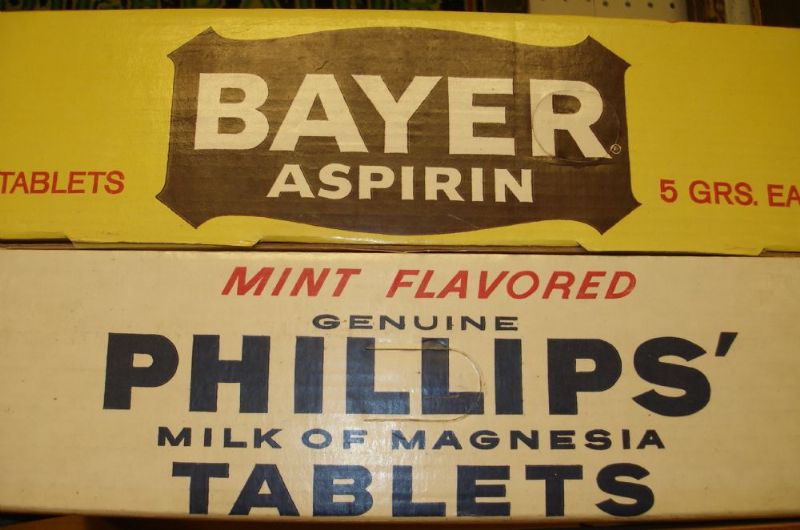 BAYER®
ASPIRIN
TABLETS
5 GRS. EA
MINT FLAVORED
GENUINE
PHILLIPS'
MILK OF MAGNESIA
TABLETS